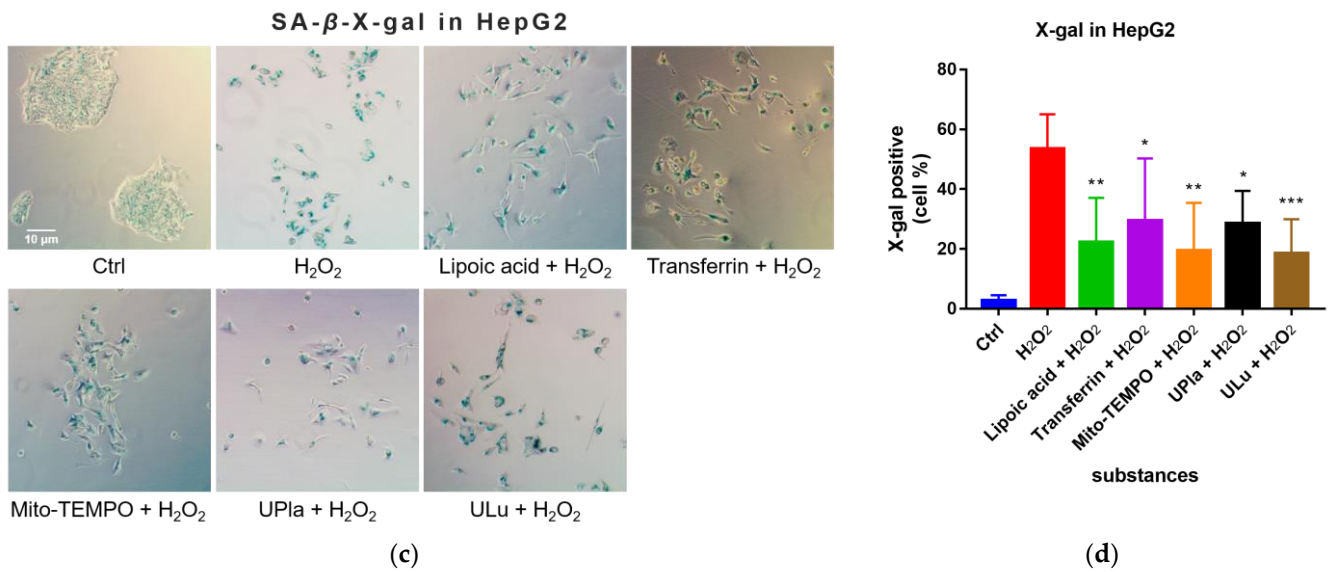 SA-β-X-gal in HepG2
10 μm
Ctrl
H₂O₂
Lipoic acid + H₂O₂
Transferrin + H₂O₂
Mito-TEMPO + H₂O₂
UPla + H₂O₂
ULu + H₂O₂
(c)
X-gal in HepG2
X-gal positive
(cell %)
80
60
40
20
0
**
*
**
*
***
Ctrl
H₂O₂
Lipoic acid + H₂O₂
Transferrin + H₂O₂
Mito-TEMPO + H₂O₂
UPla + H₂O₂
ULu + H₂O₂
substances
(d)